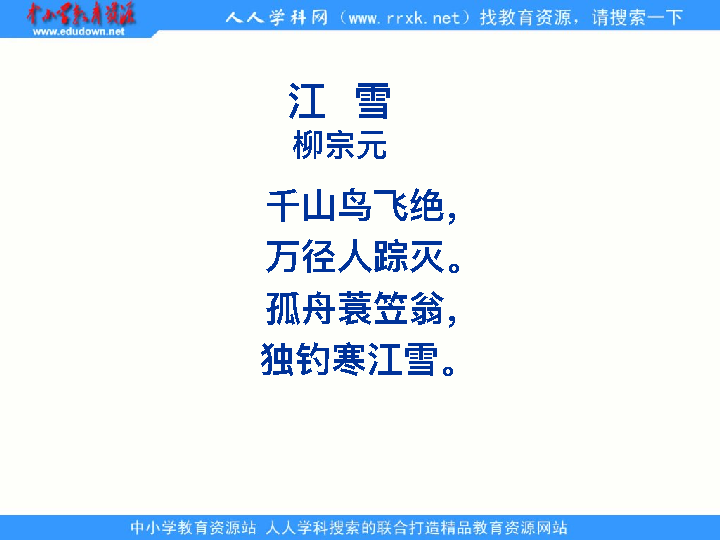 中小学教育资源
www.edudown.net
人人学科网（www.rrxk.net）找教育资源，请搜索一下
江 雪
柳宗元
千山鸟飞绝，
万径人踪灭。
孤舟蓑笠翁，
独钓寒江雪。
中小学教育资源站 人人学科搜索的联合打造精品教育资源网站